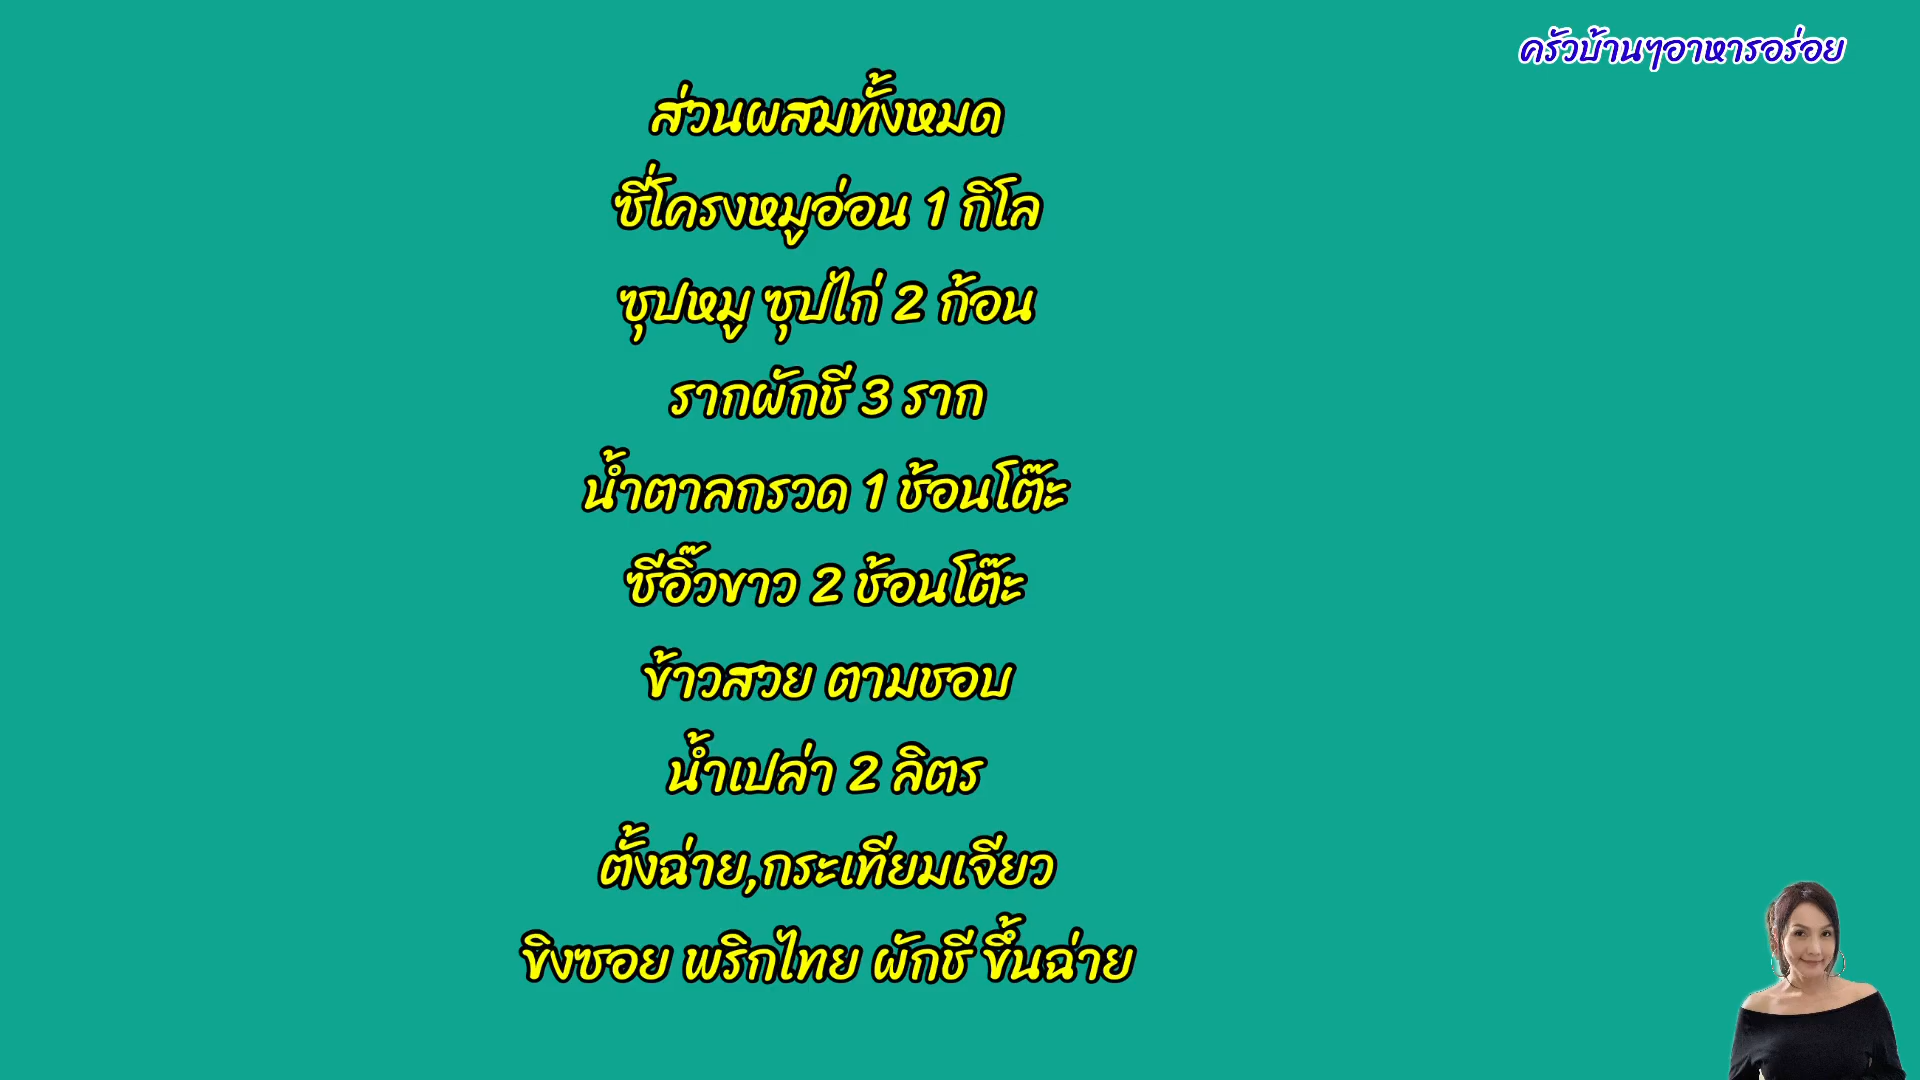 ครัวบ้านๆอาหารอร่อย
ส่วนผสมทั้งหมด
ซี่โครงหมูอ่อน 1 กิโล
ซุปหมู ซุปไก่ 2 ก้อน
รากผักชี 3 ราก
น้ำตาลกรวด 1 ช้อนโต๊ะ
ซีอิ๊วขาว 2 ช้อนโต๊ะ
ข้าวสวย ตามชอบ
น้ำเปล่า 2 ลิตร
ตั้งฉ่าย,กระเทียมเจียว
ขิงซอย พริกไทย ผักชี ขึ้นฉ่าย